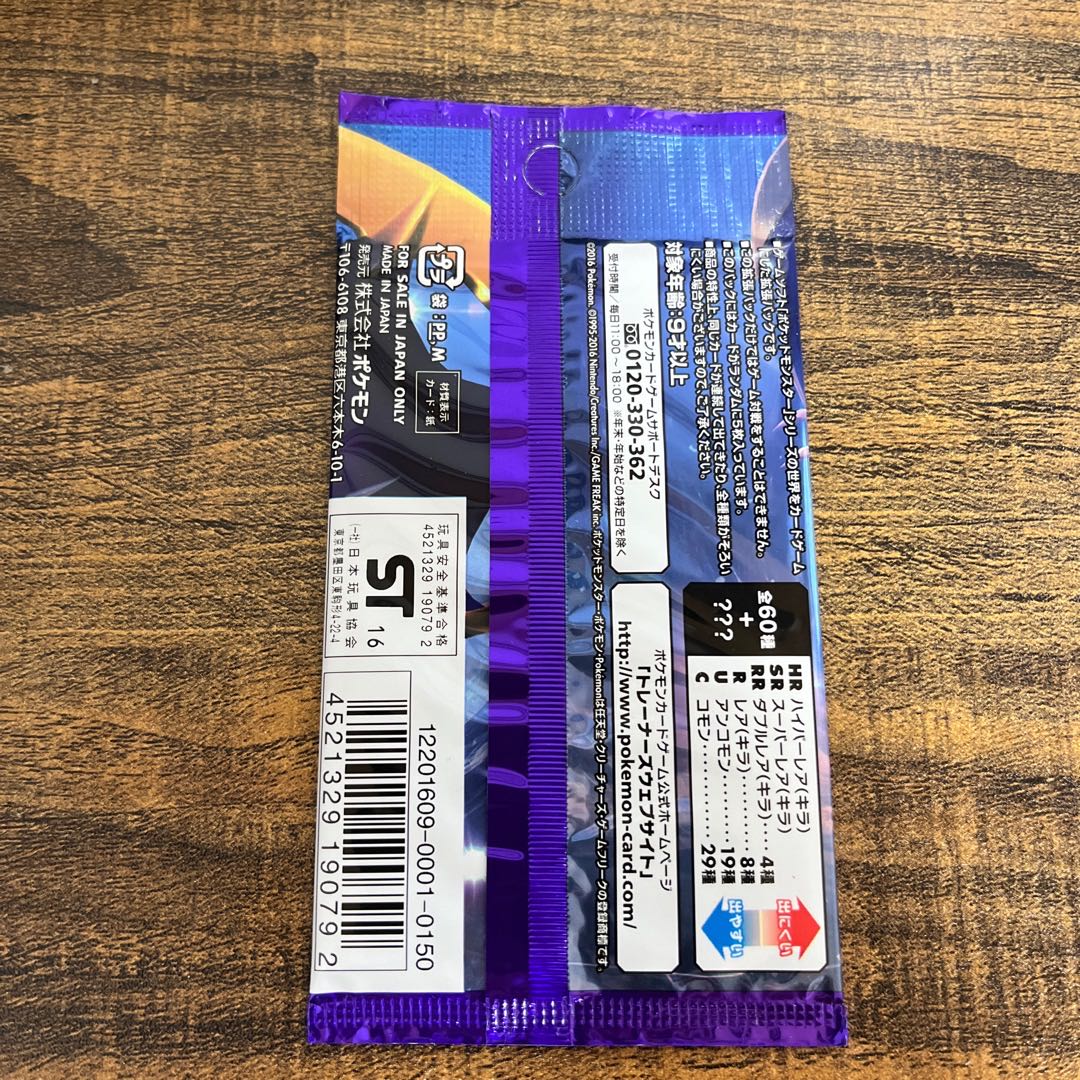 ■ゲームソフト「ポケットモンスター」シリーズの世界をカードゲーム
にした拡張パックです。
■この拡張パックだけではゲーム対戦をすることはできません。
■このパックにはカードがランダムに5枚入っています。
■商品の特性上、同じカードが連続して出てきたり、全種類がそろい
にくい場合がございますので、ご了承ください。
対象年齢:9才以上
ポケモンカードゲームサポートデスク
0120-330-362
受付時間/毎日11:00~18:00 ※年末・年始などの特定日を除く
©2016 Pokémon. ©1995-2016 Nintendo/Creatures Inc./GAME FREAK inc. ポケットモンスター・ポケモン・Pokémonは任天堂・クリーチャーズ・ゲームフリークの登録商標です。
全60種
+
???
HR ハイパーレア(キラ)
SR スーパーレア(キラ)
RR ダブルレア(キラ)・・・4種
R レア(キラ)・・・・・・・・8種
U アンコモン・・・・・・・19種
C コモン・・・・・・・・・・29種
出にくい
出やすい
ポケモンカードゲーム公式ホームページ
「トレーナーズウェブサイト」
http://www.pokemon-card.com/
プラ
袋:PP, M
材質表示
カード:紙
FOR SALE IN JAPAN ONLY
MADE IN JAPAN
発売元 株式会社ポケモン
〒106-6108 東京都港区六本木6-10-1
玩具安全基準合格
4521329 19079 2
ST 16
(一社)日本玩具協会
東京都墨田区東駒形4-22-4
12201609-0001-0150
4521329 190792